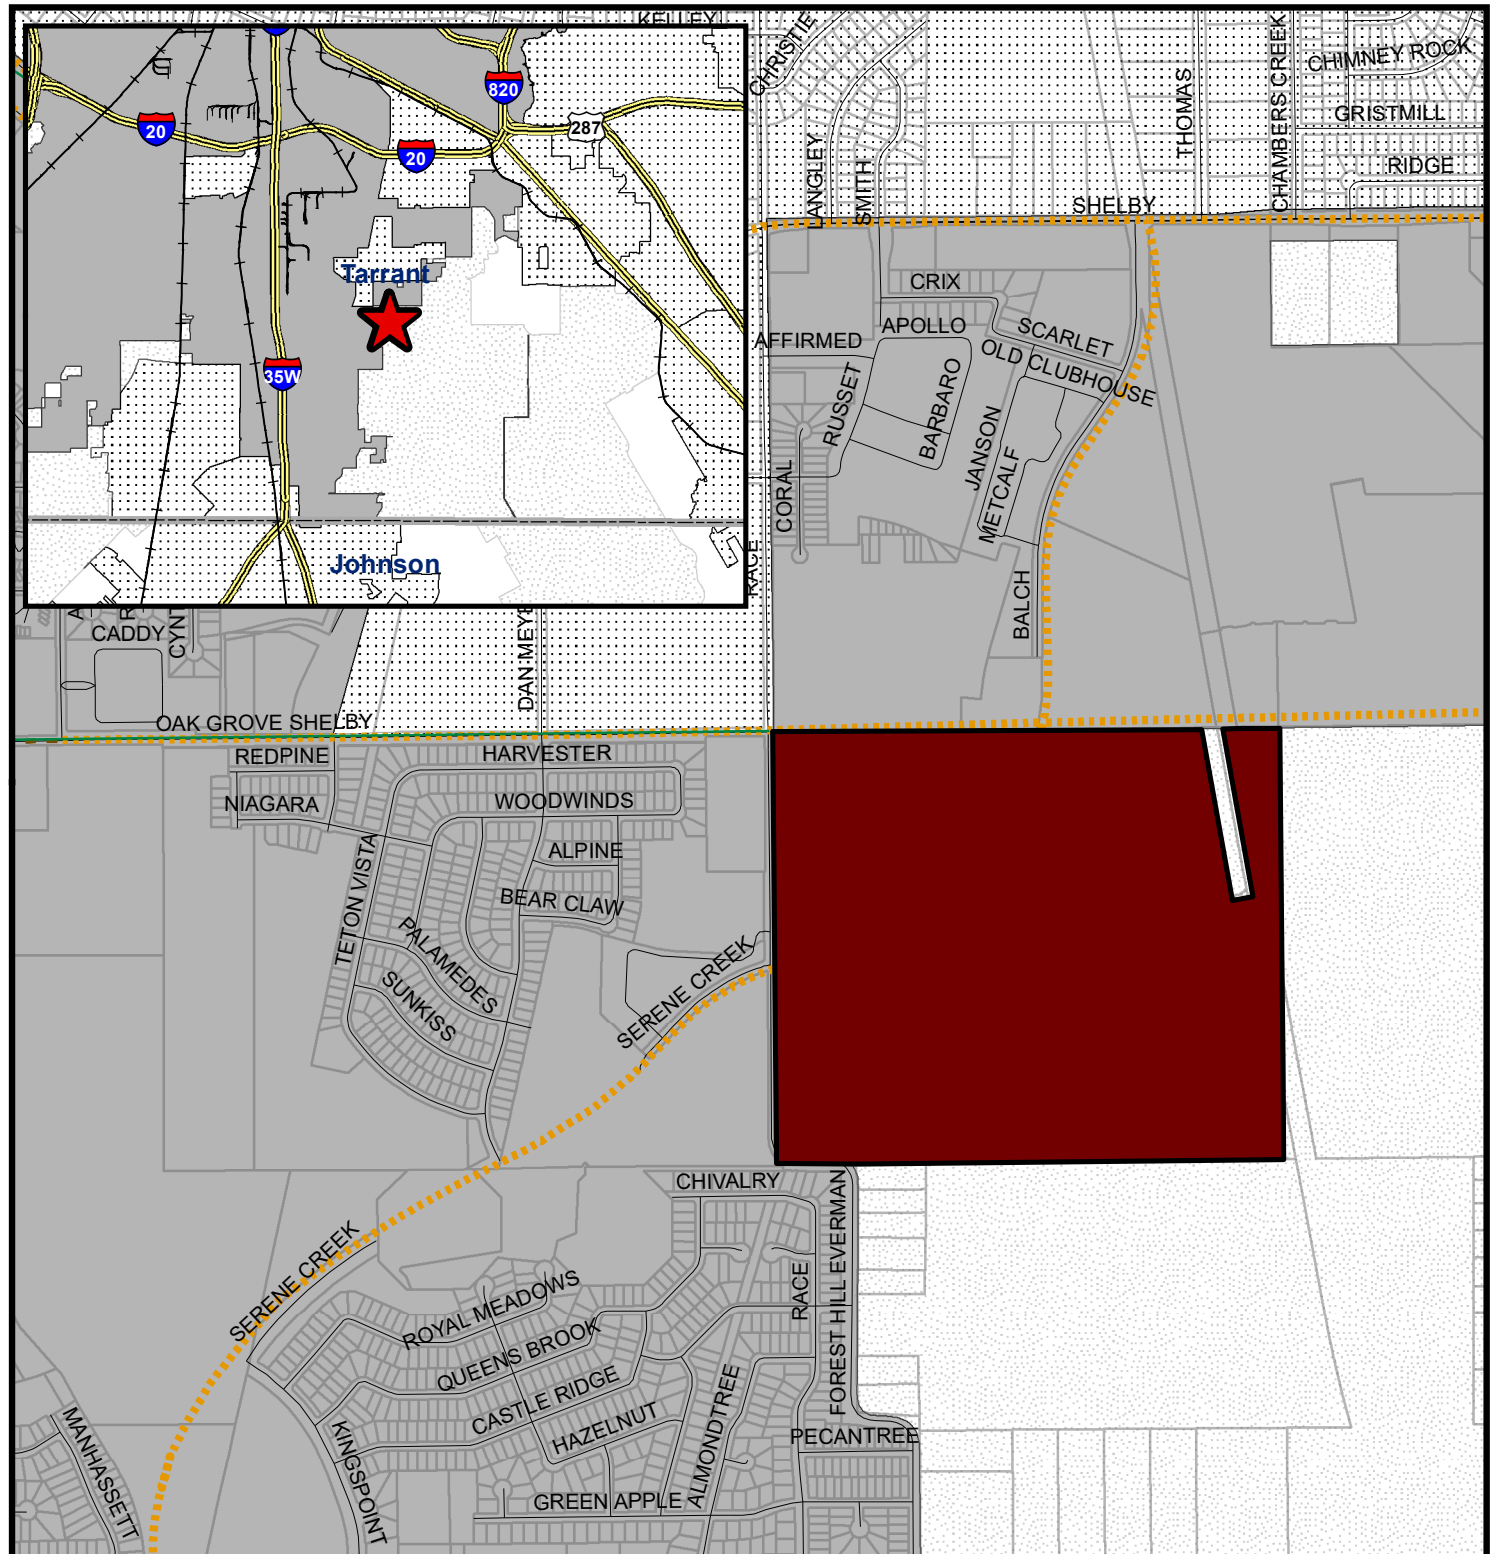 KELLEY
CHRISTIE
THOMAS
CHAMBERS CREEK
CHIMNEY ROCK
GRISTMILL
RIDGE
LANGLEY
SMITH
SHELBY
820
287
20
20
Tarrant
35W
Johnson
CRIX
APOLLO
SCARLET
AFFIRMED
OLD CLUBHOUSE
RUSSET
BARBARO
JANSON
METCALF
CORAL
RACE
BALCH
CADDY
CYNT
DAN MEYE
OAK GROVE SHELBY
REDPINE
HARVESTER
NIAGARA
WOODWINDS
ALPINE
TETON VISTA
BEAR CLAW
PALAMEDES
SUNKISS
SERENE CREEK
CHIVALRY
SERENE CREEK
ROYAL MEADOWS
RACE
FOREST HILL EVERMAN
QUEENS BROOK
CASTLE RIDGE
HAZELNUT
ALMONDTREE
KINGSPOINT
MANHASSETT
PECANTREE
GREEN APPLE